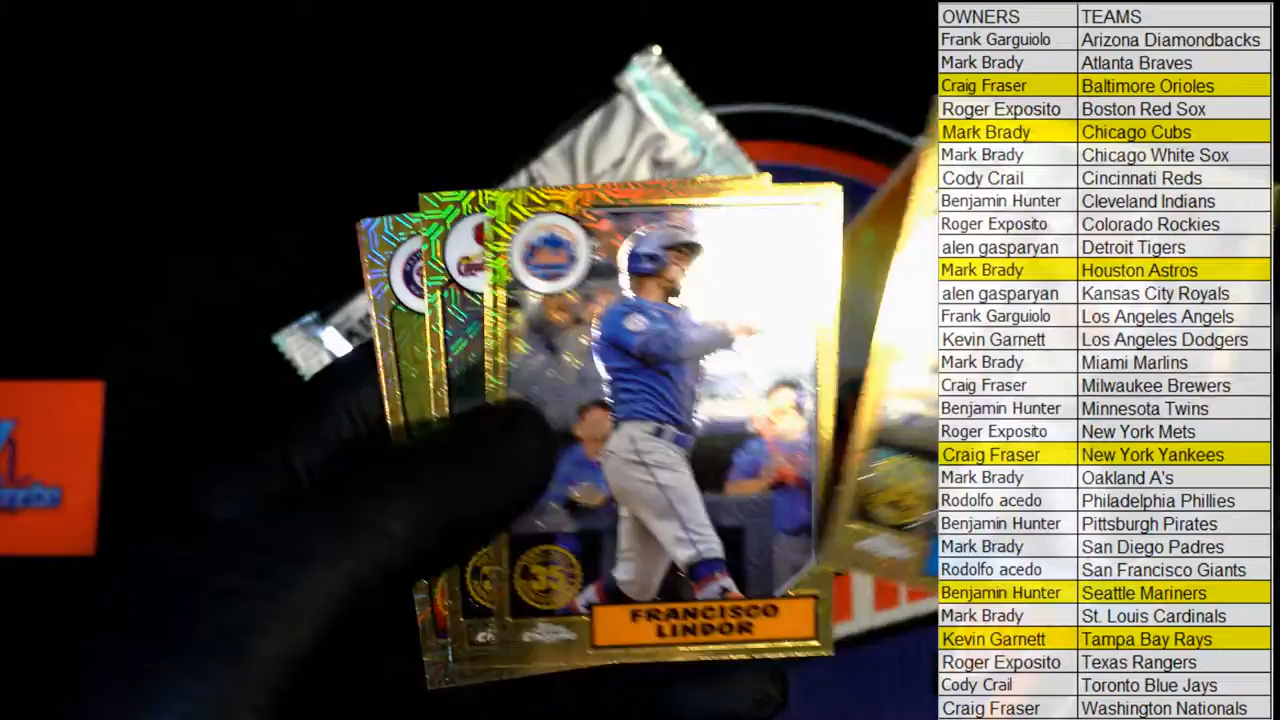 OWNERS TEAMS
Frank Garguiolo Arizona Diamondbacks
Mark Brady Atlanta Braves
Craig Fraser Baltimore Orioles
Roger Exposito Boston Red Sox
Mark Brady Chicago Cubs
Mark Brady Chicago White Sox
Cody Crail Cincinnati Reds
Benjamin Hunter Cleveland Indians
Roger Exposito Colorado Rockies
alen gasparyan Detroit Tigers
Mark Brady Houston Astros
alen gasparyan Kansas City Royals
Frank Garguiolo Los Angeles Angels
Kevin Garnett Los Angeles Dodgers
Mark Brady Miami Marlins
Craig Fraser Milwaukee Brewers
Benjamin Hunter Minnesota Twins
Roger Exposito New York Mets
Craig Fraser New York Yankees
Mark Brady Oakland A's
Rodolfo acedo Philadelphia Phillies
Benjamin Hunter Pittsburgh Pirates
Mark Brady San Diego Padres
Rodolfo acedo San Francisco Giants
Benjamin Hunter Seattle Mariners
Mark Brady St. Louis Cardinals
Kevin Garnett Tampa Bay Rays
Roger Exposito Texas Rangers
Cody Crail Toronto Blue Jays
Craig Fraser Washington Nationals
35
FRANCISCO
LINDOR